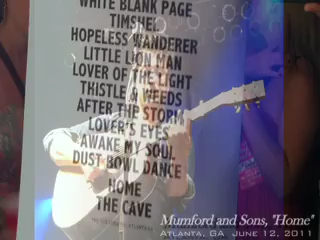 WHITE BLANK PAGE
TIMSHEL
HOPELESS WANDERER
LITTLE LION MAN
LOVER OF THE LIGHT
THISTLE & WEEDS
AFTER THE STORM
LOVER'S EYES
AWAKE MY SOUL
DUST BOWL DANCE
HOME
THE CAVE
Mumford and Sons, "Home"
ATLANTA, GA JUNE 12, 2011